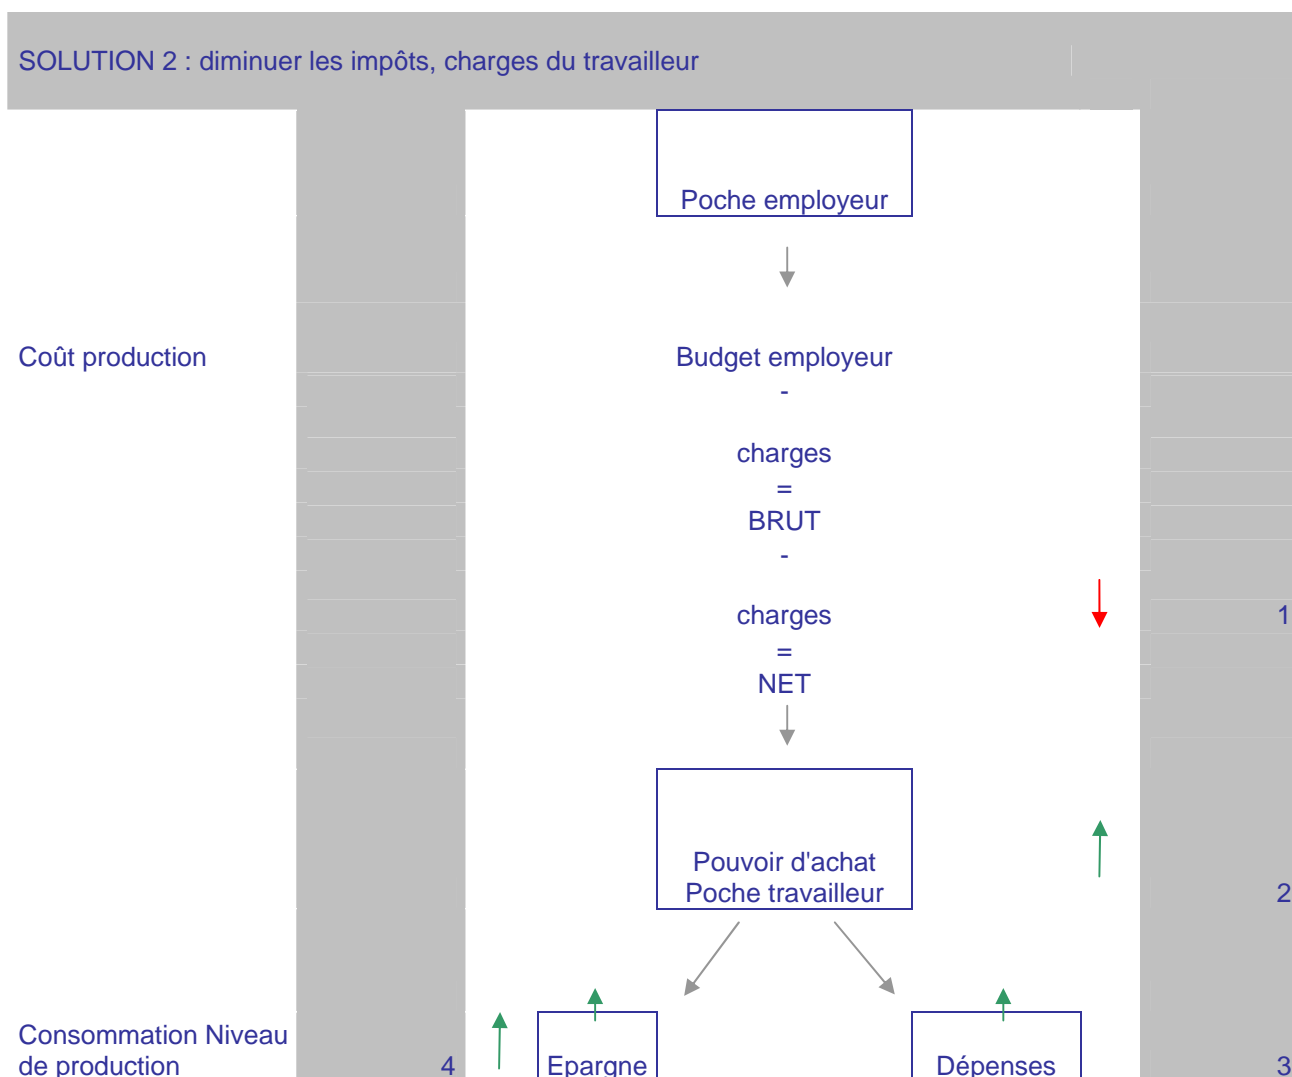 SOLUTION 2 : diminuer les impôts, charges du travailleur
Poche employeur
Coût production
Budget employeur
-
charges
=
BRUT
-
charges
1
=
NET
Pouvoir d'achat
Poche travailleur
2
Consommation Niveau
de production
4
Epargne
Dépenses
3